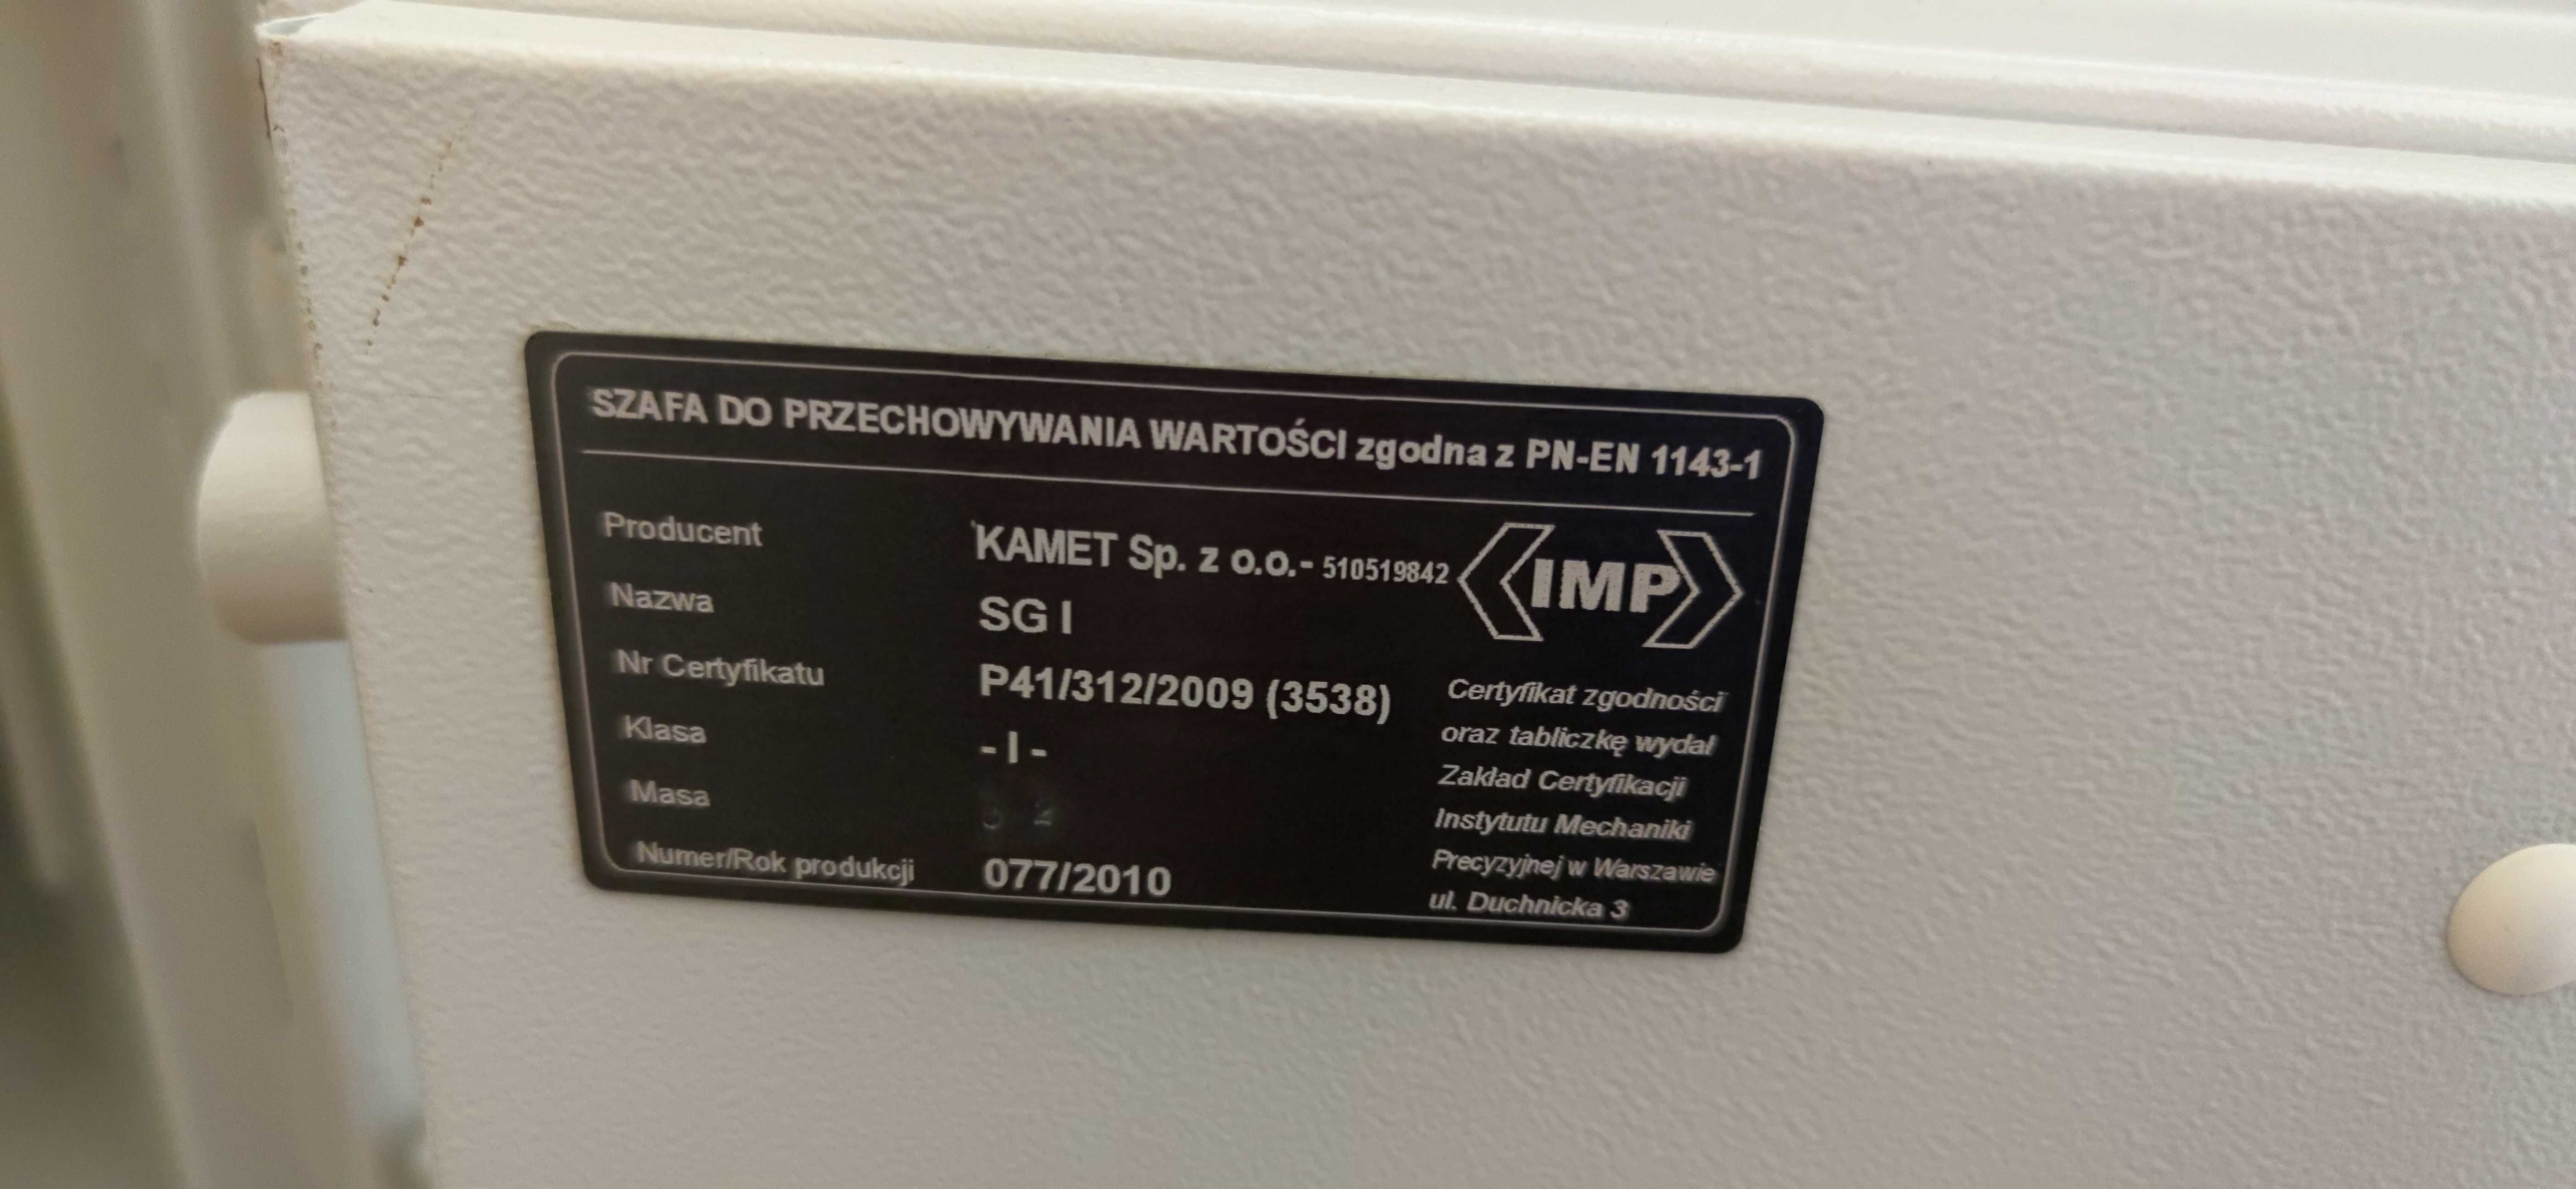 SZAFA DO PRZECHOWYWANIA WARTOŚCI zgodna z PN-EN 1143-1
Producent KAMET Sp. z o.o.- 510519842
IMP
Nazwa SG I
Nr Certyfikatu P41/312/2009 (3538)
Klasa - I -
Masa
Numer/Rok produkcji 077/2010
Certyfikat zgodności
oraz tabliczkę wydał
Zakład Certyfikacji
Instytutu Mechaniki
Precyzyjnej w Warszawie
ul. Duchnicka 3